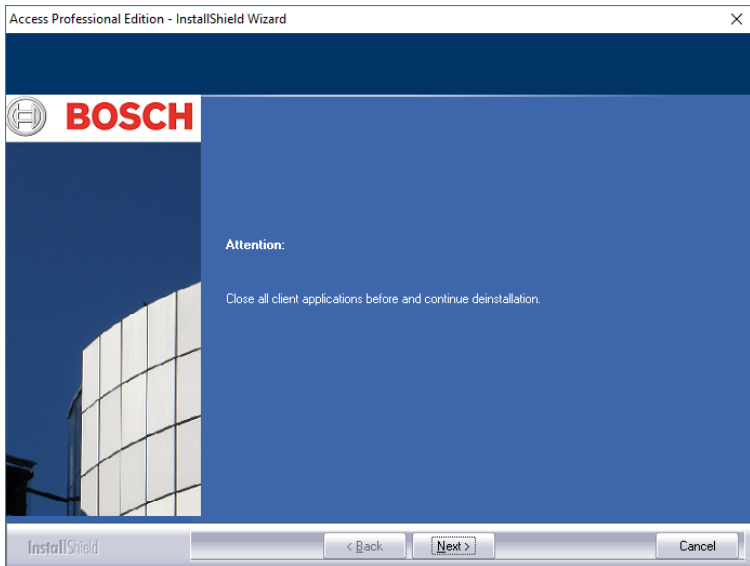 Access Professional Edition - InstallShield Wizard
BOSCH
Attention:
Close all client applications before and continue deinstallation.
InstallShield
< Back
Next >
Cancel